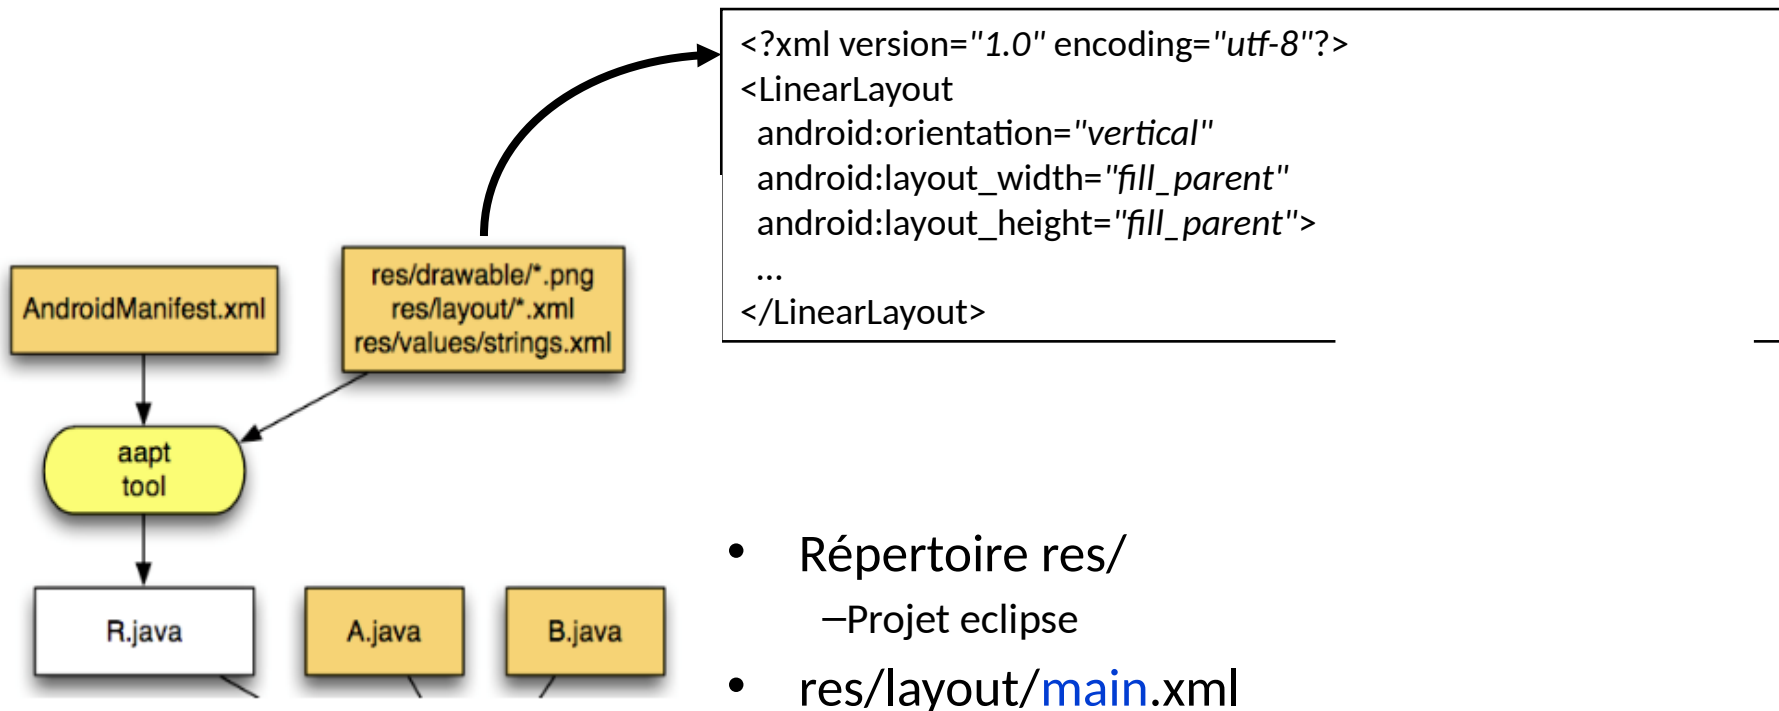 <?xml version="1.0" encoding="utf-8"?>
<LinearLayout
android:orientation="vertical"
android:layout_width="fill_parent"
android:layout_height="fill_parent">
...
</LinearLayout>
AndroidManifest.xml
res/drawable/*.png
res/layout/*.xml
res/values/strings.xml
aapt
tool
R.java
A.java
B.java
• Répertoire res/
–Projet eclipse
• res/layout/main.xml